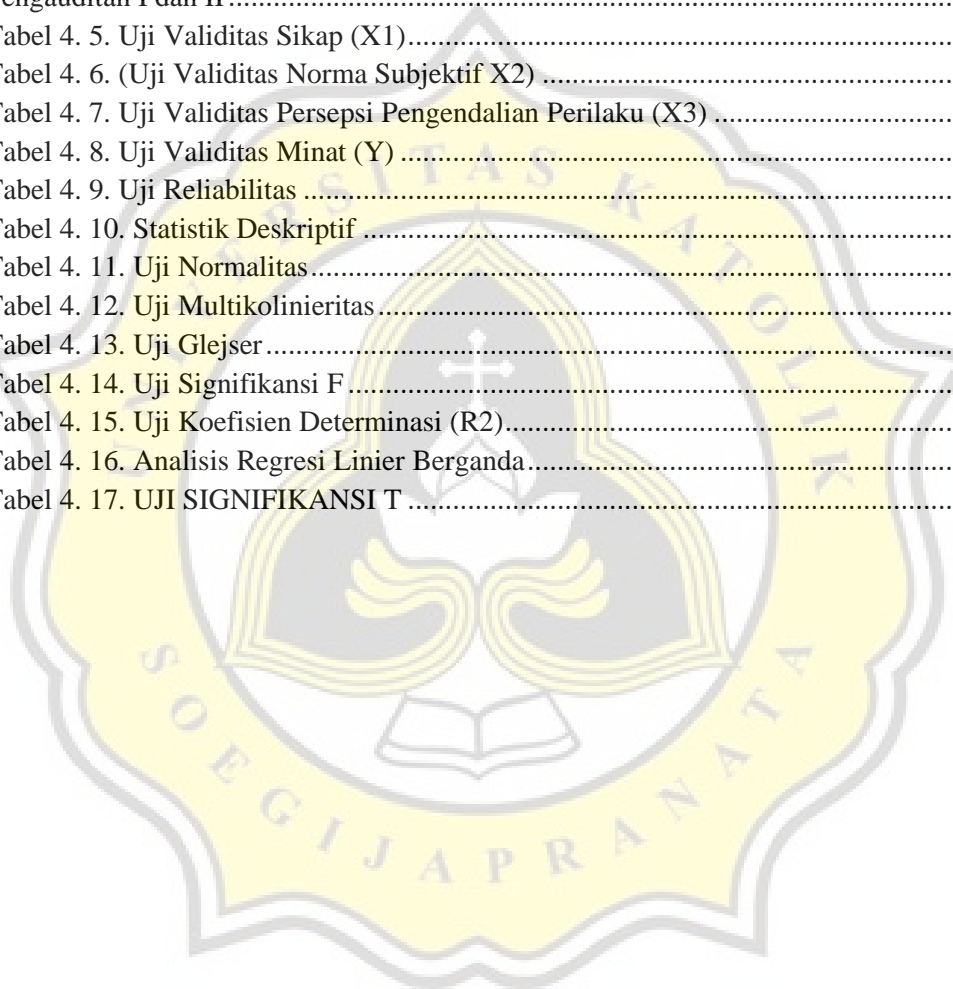 engauditan I dan II
Tabel 4. 5. Uji Validitas Sikap (X1)
Tabel 4. 6. (Uji Validitas Norma Subjektif X2)
Tabel 4. 7. Uji Validitas Persepsi Pengendalian Perilaku (X3)
Tabel 4. 8. Uji Validitas Minat (Y)
Tabel 4. 9. Uji Reliabilitas
Tabel 4. 10. Statistik Deskriptif
Tabel 4. 11. Uji Normalitas
Tabel 4. 12. Uji Multikolinieritas
Tabel 4. 13. Uji Glejser
Tabel 4. 14. Uji Signifikansi F
Tabel 4. 15. Uji Koefisien Determinasi (R2)
Tabel 4. 16. Analisis Regresi Linier Berganda
Tabel 4. 17. UJI SIGNIFIKANSI T
UNIVERSITAS KATOLIK
SOEGIJAPRANATA